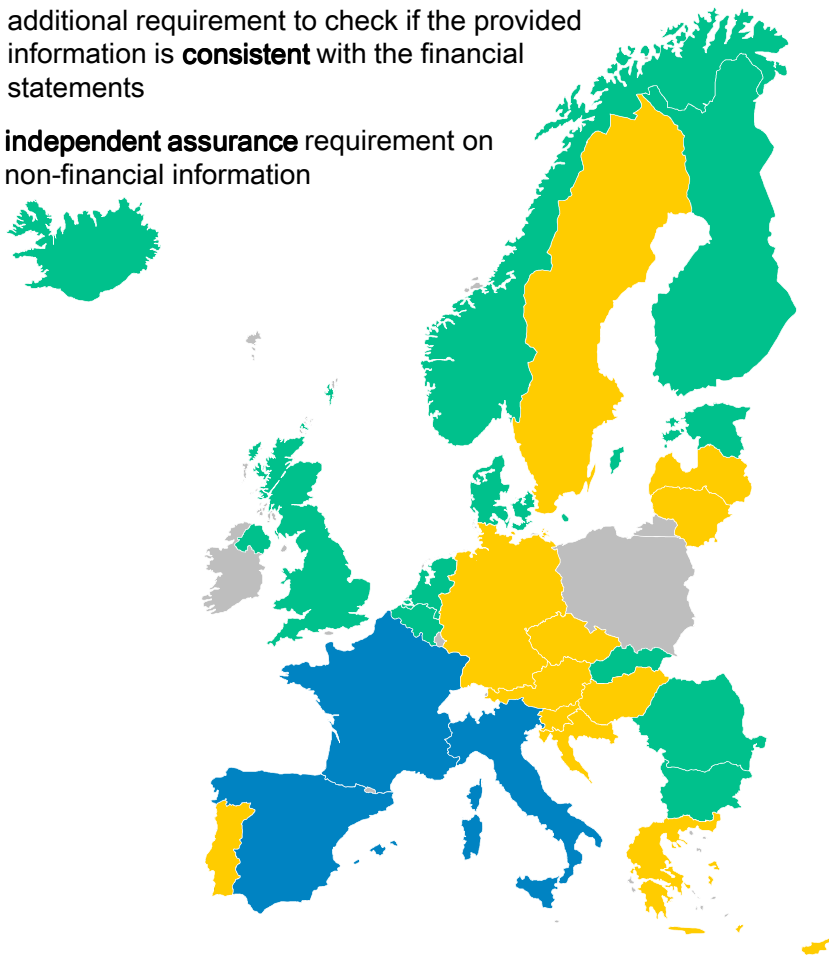 additional requirement to check if the provided
information is consistent with the financial
statements
independent assurance requirement on
non-financial information